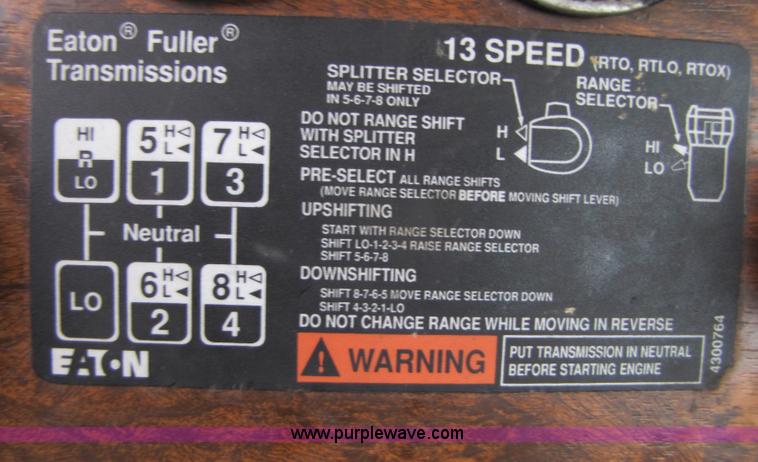 Eaton® Fuller®
Transmissions
13 SPEED (RTO, RTLO, RTOX)
SPLITTER SELECTOR
MAY BE SHIFTED
IN 5-6-7-8 ONLY
RANGE
SELECTOR
DO NOT RANGE SHIFT
WITH SPLITTER
SELECTOR IN H
H
L
HI
LO
PRE-SELECT ALL RANGE SHIFTS
(MOVE RANGE SELECTOR BEFORE MOVING SHIFT LEVER)
UPSHIFTING
START WITH RANGE SELECTOR DOWN
SHIFT LO-1-2-3-4 RAISE RANGE SELECTOR
SHIFT 5-6-7-8
DOWNSHIFTING
SHIFT 8-7-6-5 MOVE RANGE SELECTOR DOWN
SHIFT 4-3-2-1-LO
DO NOT CHANGE RANGE WHILE MOVING IN REVERSE
WARNING
PUT TRANSMISSION IN NEUTRAL
BEFORE STARTING ENGINE
4300764
HI
R
LO
5 H
L
1
7 H
L
3
Neutral
LO
6 H
L
2
8 H
L
4
EATON
www.purplewave.com